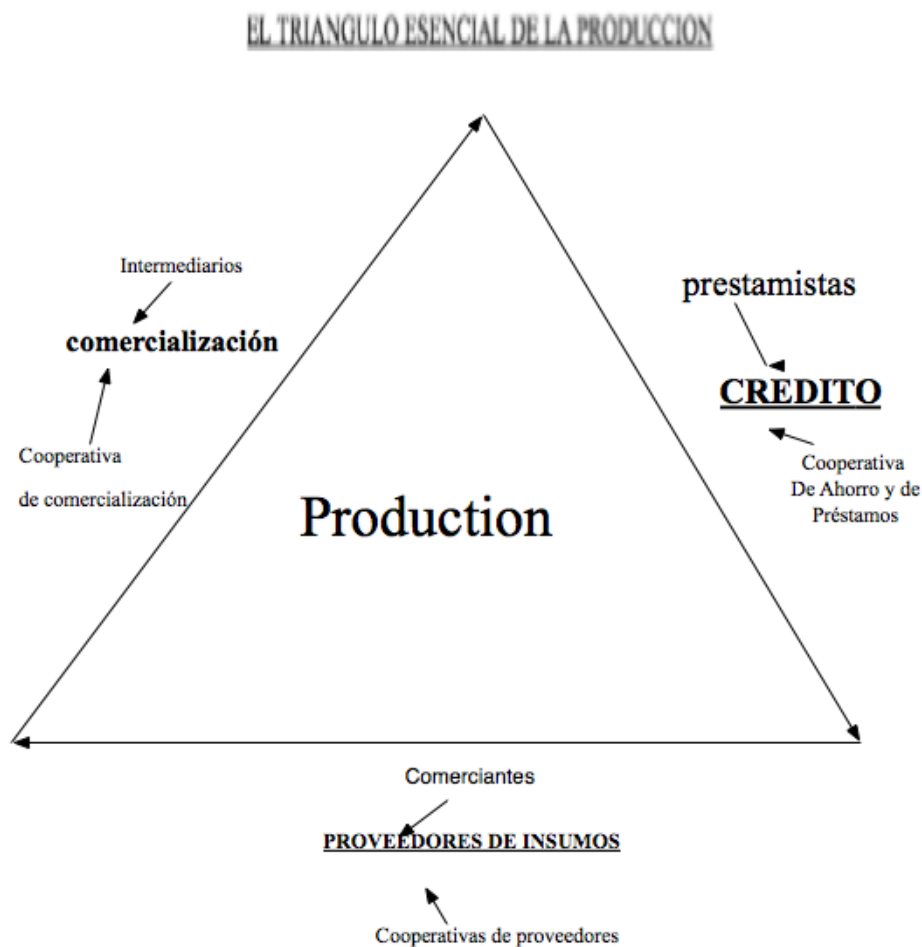 EL TRIANGULO ESENCIAL DE LA PRODUCCION
Intermediarios
comercialización
Cooperativa
de comercialización
prestamistas
CREDITO
Cooperativa
De Ahorro y de
Préstamos
Production
Comerciantes
PROVEEDORES DE INSUMOS
Cooperativas de proveedores